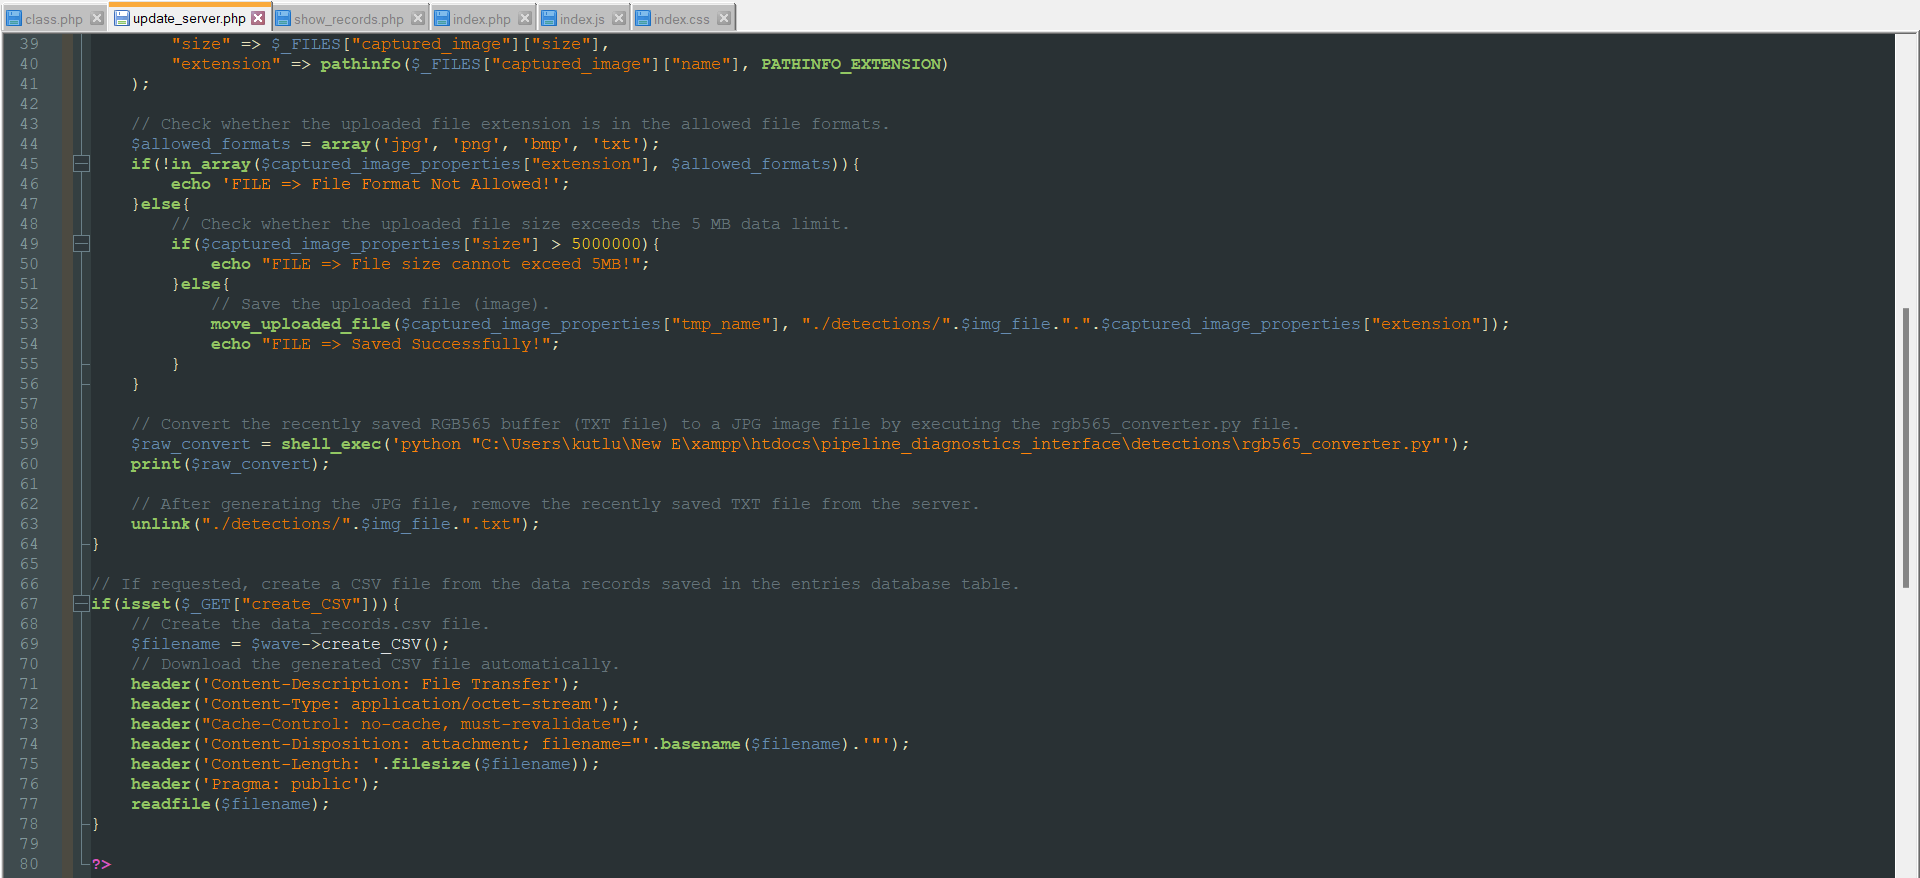 class.php update_server.php show_records.php index.php index.js index.css
39 "size" => $_FILES["captured_image"]["size"],
40 "extension" => pathinfo($_FILES["captured_image"]["name"], PATHINFO_EXTENSION)
41 );
42
43 // Check whether the uploaded file extension is in the allowed file formats.
44 $allowed_formats = array('jpg', 'png', 'bmp', 'txt');
45 if(!in_array($captured_image_properties["extension"], $allowed_formats)){
46 echo 'FILE => File Format Not Allowed!';
47 }else{
48 // Check whether the uploaded file size exceeds the 5 MB data limit.
49 if($captured_image_properties["size"] > 5000000){
50 echo "FILE => File size cannot exceed 5MB!";
51 }else{
52 // Save the uploaded file (image).
53 move_uploaded_file($captured_image_properties["tmp_name"], "./detections/".$img_file.".".$captured_image_properties["extension"]);
54 echo "FILE => Saved Successfully!";
55 }
56 }
57
58 // Convert the recently saved RGB565 buffer (TXT file) to a JPG image file by executing the rgb565_converter.py file.
59 $raw_convert = shell_exec('python "C:\Users\kutlu\New E\xampp\htdocs\pipeline_diagnostics_interface\detections\rgb565_converter.py"');
60 print($raw_convert);
61
62 // After generating the JPG file, remove the recently saved TXT file from the server.
63 unlink("./detections/".$img_file.".txt");
64 }
65
66 // If requested, create a CSV file from the data records saved in the entries database table.
67 if(isset($_GET["create_CSV"])){
68 // Create the data_records.csv file.
69 $filename = $wave->create_CSV();
70 // Download the generated CSV file automatically.
71 header('Content-Description: File Transfer');
72 header('Content-Type: application/octet-stream');
73 header("Cache-Control: no-cache, must-revalidate");
74 header('Content-Disposition: attachment; filename="'.basename($filename).'"');
75 header('Content-Length: '.filesize($filename));
76 header('Pragma: public');
77 readfile($filename);
78 }
79
80 ?>